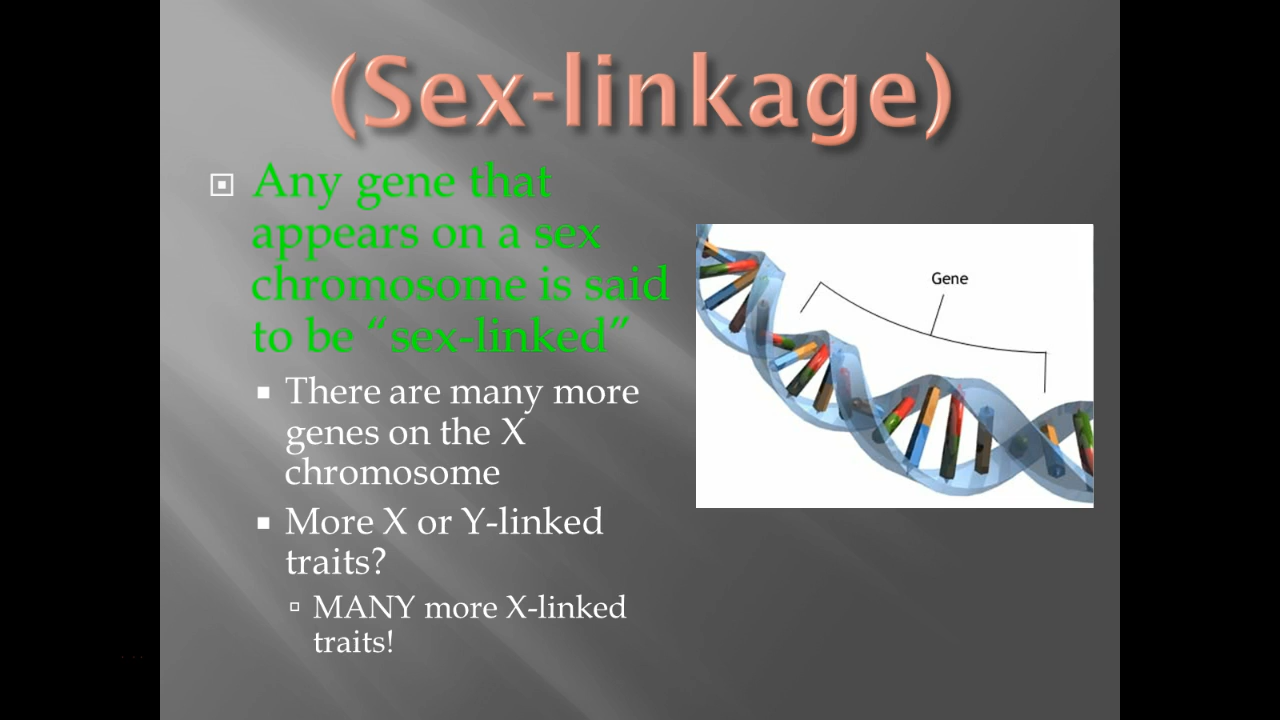 (Sex-linkage)
Any gene that
appears on a sex
chromosome is said
to be “sex-linked”
There are many more
genes on the X
chromosome
More X or Y-linked
traits?
MANY more X-linked
traits!
Gene